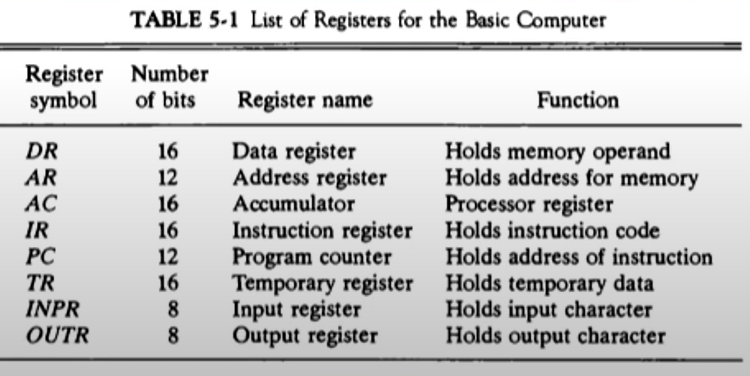 TABLE 5-1 List of Registers for the Basic Computer
Register symbol Number of bits Register name Function
DR 16 Data register Holds memory operand
AR 12 Address register Holds address for memory
AC 16 Accumulator Processor register
IR 16 Instruction register Holds instruction code
PC 12 Program counter Holds address of instruction
TR 16 Temporary register Holds temporary data
INPR 8 Input register Holds input character
OUTR 8 Output register Holds output character